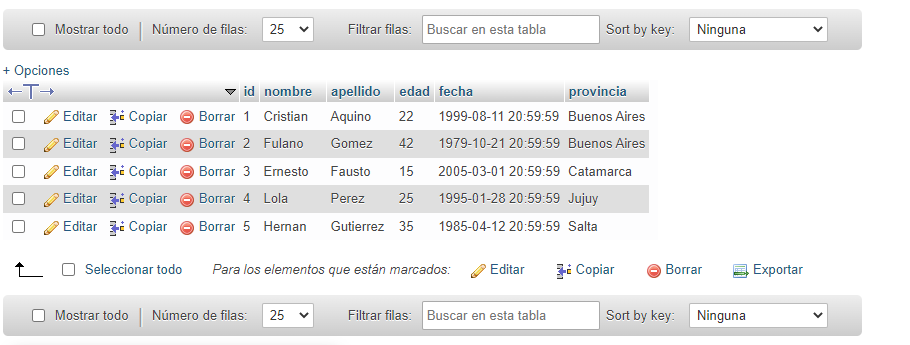 Mostrar todo Número de filas: 25 Filtrar filas: Buscar en esta tabla Sort by key: Ninguna
+ Opciones
id nombre apellido edad fecha provincia
Editar Copiar Borrar 1 Cristian Aquino 22 1999-08-11 20:59:59 Buenos Aires
Editar Copiar Borrar 2 Fulano Gomez 42 1979-10-21 20:59:59 Buenos Aires
Editar Copiar Borrar 3 Ernesto Fausto 15 2005-03-01 20:59:59 Catamarca
Editar Copiar Borrar 4 Lola Perez 25 1995-01-28 20:59:59 Jujuy
Editar Copiar Borrar 5 Hernan Gutierrez 35 1985-04-12 20:59:59 Salta
Seleccionar todo Para los elementos que están marcados: Editar Copiar Borrar Exportar
Mostrar todo Número de filas: 25 Filtrar filas: Buscar en esta tabla Sort by key: Ninguna